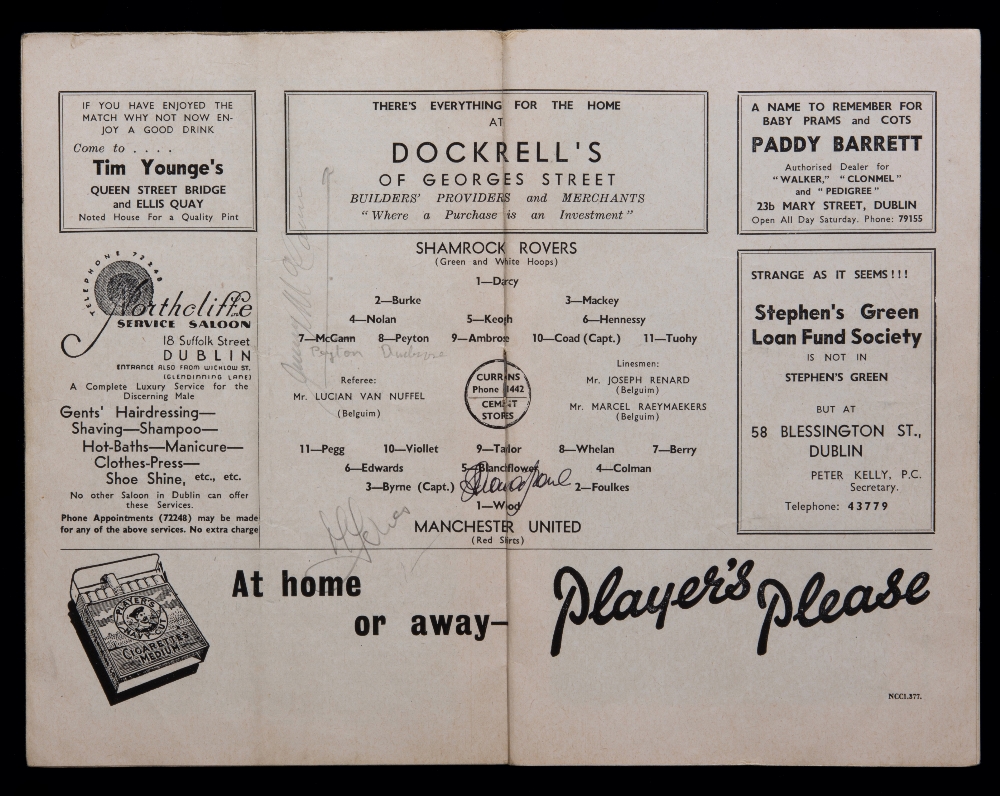 IF YOU HAVE ENJOYED THE
MATCH WHY NOT NOW EN-
JOY A GOOD DRINK
Come to . . . .
Tim Younge's
QUEEN STREET BRIDGE
and ELLIS QUAY
Noted House For a Quality Pint
TELEPHONE 72248
Northcliffe
SERVICE SALOON
18 Suffolk Street
DUBLIN
ENTRANCE ALSO FROM WICKLOW ST.
(GLENDINNING LANE)
A Complete Luxury Service for the
Discerning Male
Gents' Hairdressing—
Shaving—Shampoo—
Hot-Baths—Manicure—
Clothes-Press—
Shoe Shine, etc., etc.
No other Saloon in Dublin can offer
these Services.
Phone Appointments (72248) may be made
for any of the above services. No extra charge
THERE'S EVERYTHING FOR THE HOME
AT
DOCKRELL'S
OF GEORGES STREET
BUILDERS' PROVIDERS and MERCHANTS
"Where a Purchase is an Investment"
SHAMROCK ROVERS
(Green and White Hoops)
1—Darcy
2—Burke 3—Mackey
4—Nolan 5—Keogh 6—Hennessy
7—McCann 8—Peyton 9—Ambrose 10—Coad (Capt.) 11—Tuohy
Peyton
Referee:
Mr. LUCIAN VAN NUFFEL
(Belguim)
CURRANS
Phone 1442
CEMENT
STORES
Linesmen:
Mr. JOSEPH RENARD
(Belguim)
Mr. MARCEL RAEYMAEKERS
(Belguim)
11—Pegg 10—Viollet 9—Taylor 8—Whelan 7—Berry
6—Edwards 5—Blanchflower 4—Colman
3—Byrne (Capt.) 2—Foulkes
1—Wood
MANCHESTER UNITED
(Red Shirts)
A NAME TO REMEMBER FOR
BABY PRAMS and COTS
PADDY BARRETT
Authorised Dealer for
"WALKER," "CLONMEL"
and "PEDIGREE"
23b MARY STREET, DUBLIN
Open All Day Saturday. Phone: 79155
STRANGE AS IT SEEMS!!!
Stephen's Green
Loan Fund Society
IS NOT IN
STEPHEN'S GREEN
BUT AT
58 BLESSINGTON ST.,
DUBLIN
PETER KELLY, P.C.
Secretary.
Telephone: 43779
PLAYER'S
NAVY CUT
CIGARETTES
MEDIUM
At home
or away—
Player's Please
NCC1.377.